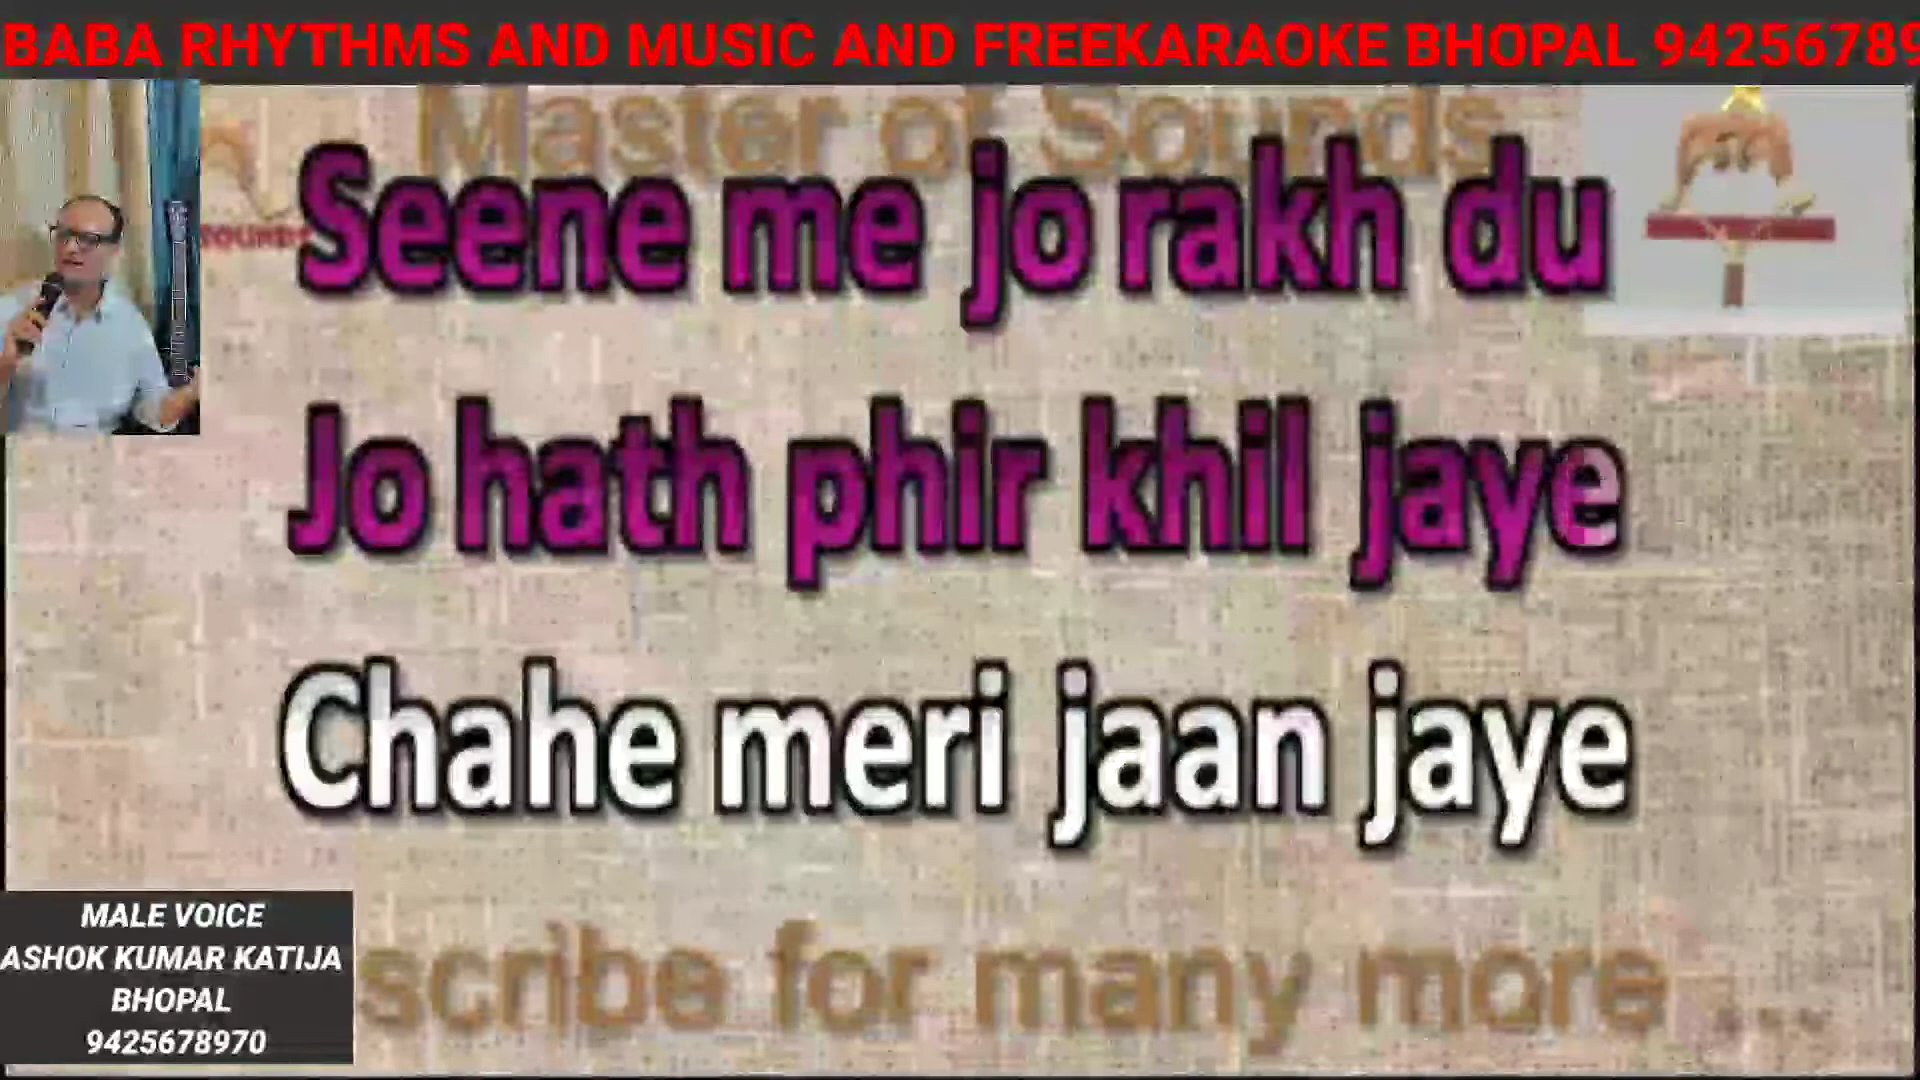 BABA RHYTHMS AND MUSIC AND FREEKARAOKE BHOPAL 94256789
Master of Sounds
Seene me jo rakh du
Jo hath phir khil jaye
Chahe meri jaan jaye
scribe for many more ...
MALE VOICE
ASHOK KUMAR KATIJA
BHOPAL
9425678970